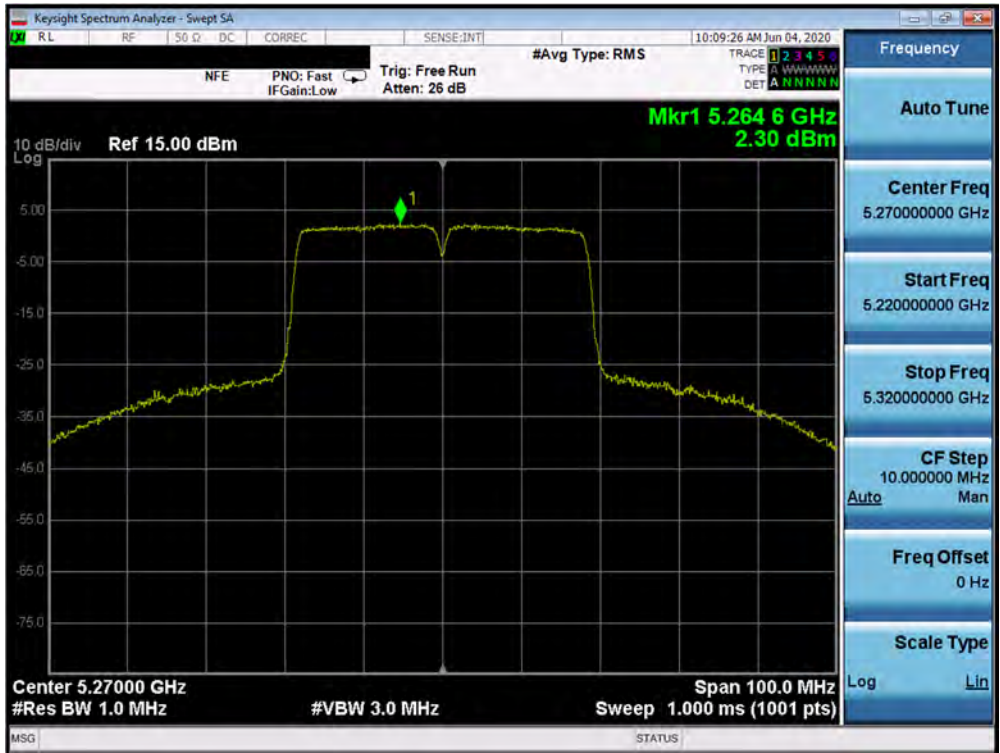 Keysight Spectrum Analyzer - Swept SA
LXI RL RF 50 Ω DC CORREC SENSE:INT 10:09:26 AM Jun 04, 2020
#Avg Type: RMS TRACE 1 2 3 4 5 6
NFE PNO: Fast Trig: Free Run TYPE A WWWWW
IFGain:Low Atten: 26 dB DET A N N N N N
Mkr1 5.264 6 GHz
2.30 dBm
10 dB/div Ref 15.00 dBm
Log
1
5.00
-5.00
-15.0
-25.0
-35.0
-45.0
-55.0
-65.0
-75.0
Center 5.27000 GHz Span 100.0 MHz
#Res BW 1.0 MHz #VBW 3.0 MHz Sweep 1.000 ms (1001 pts)
MSG STATUS
Frequency
Auto Tune
Center Freq
5.270000000 GHz
Start Freq
5.220000000 GHz
Stop Freq
5.320000000 GHz
CF Step
10.000000 MHz
Auto Man
Freq Offset
0 Hz
Scale Type
Log Lin